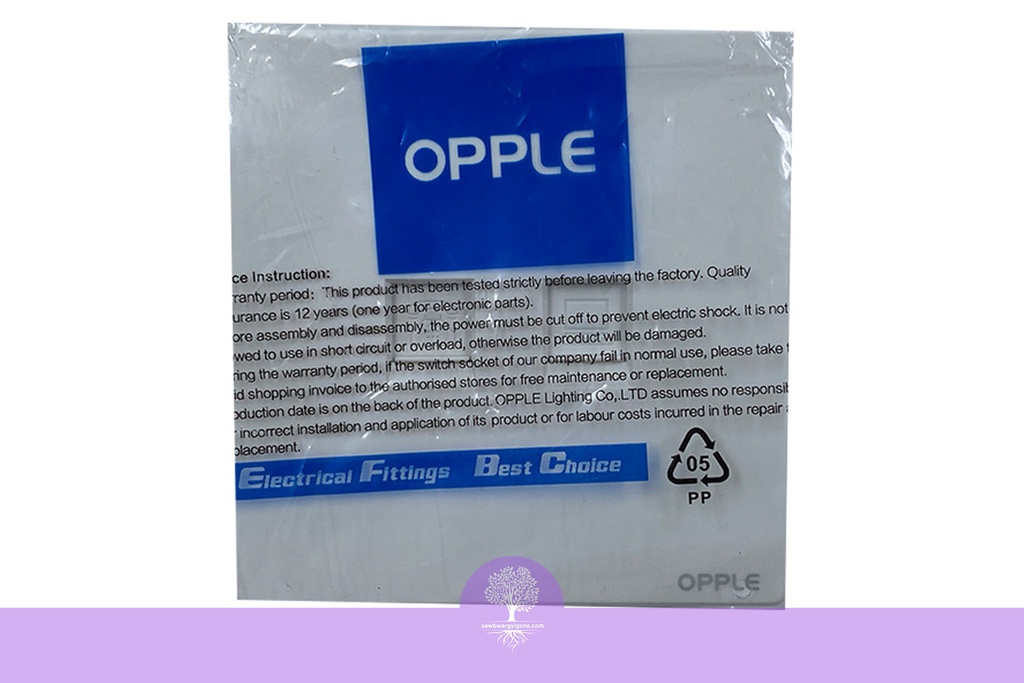 OPPLE
ce Instruction:
ranty period: This product has been tested strictly before leaving the factory. Quality
urance is 12 years (one year for electronic parts).
ore assembly and disassembly, the power must be cut off to prevent electric shock. It is not
wed to use in short circuit or overload, otherwise the product will be damaged.
ring the warranty period, if the switch socket of our company fail in normal use, please take
id shopping invoice to the authorised stores for free maintenance or replacement.
oduction date is on the back of the product. OPPLE Lighting Co,.LTD assumes no responsib
incorrect installation and application of its product or for labour costs incurred in the repair
placement.
Electrical Fittings Best Choice
05
PP
OPPLE
sawbwargyigone.com